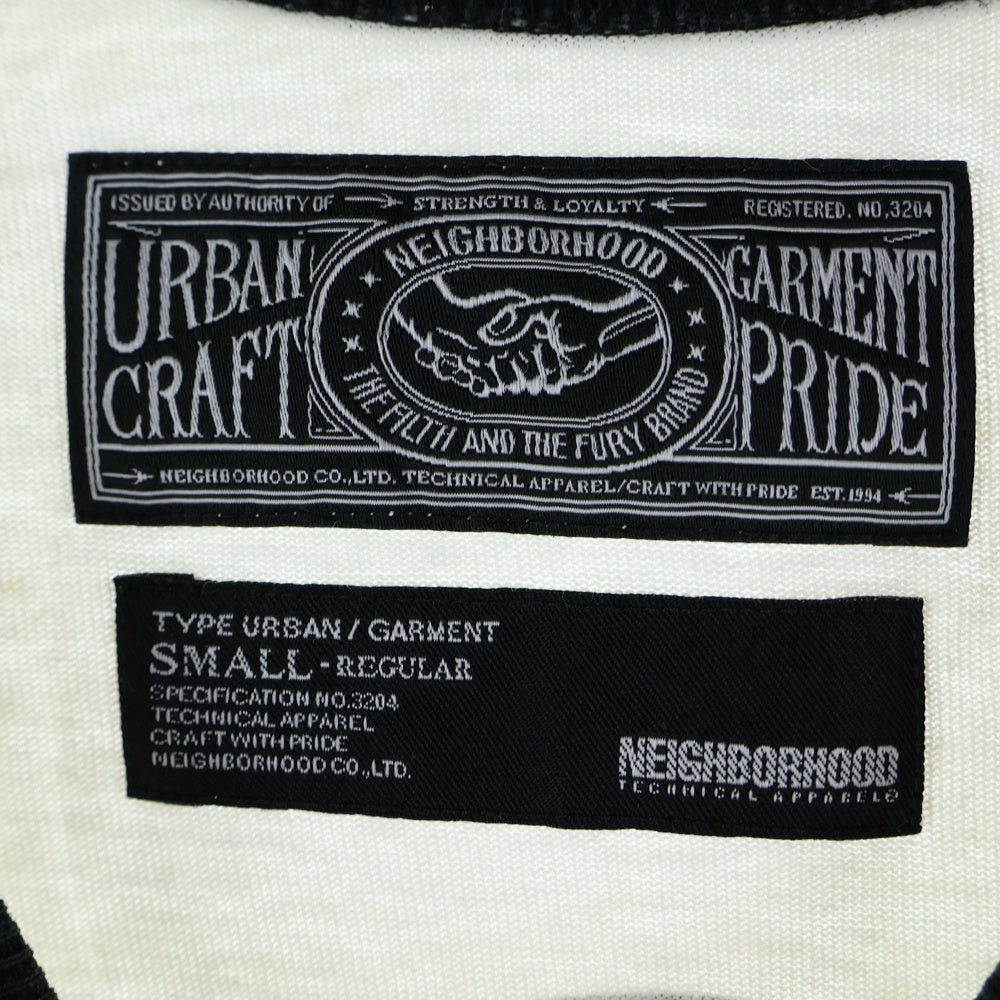 ISSUED BY AUTHORITY OF STRENGTH & LOYALTY REGISTERED. NO,3204
URBAN CRAFT
NEIGHBORHOOD
THE FILTH AND THE FURY BRAND
GARMENT PRIDE
NEIGHBORHOOD CO.,LTD. TECHNICAL APPAREL/CRAFT WITH PRIDE EST.1994
TYPE URBAN / GARMENT
SMALL - REGULAR
SPECIFICATION NO.3204
TECHNICAL APPAREL
CRAFT WITH PRIDE
NEIGHBORHOOD CO.,LTD.
NEIGHBORHOOD
TECHNICAL APPAREL®